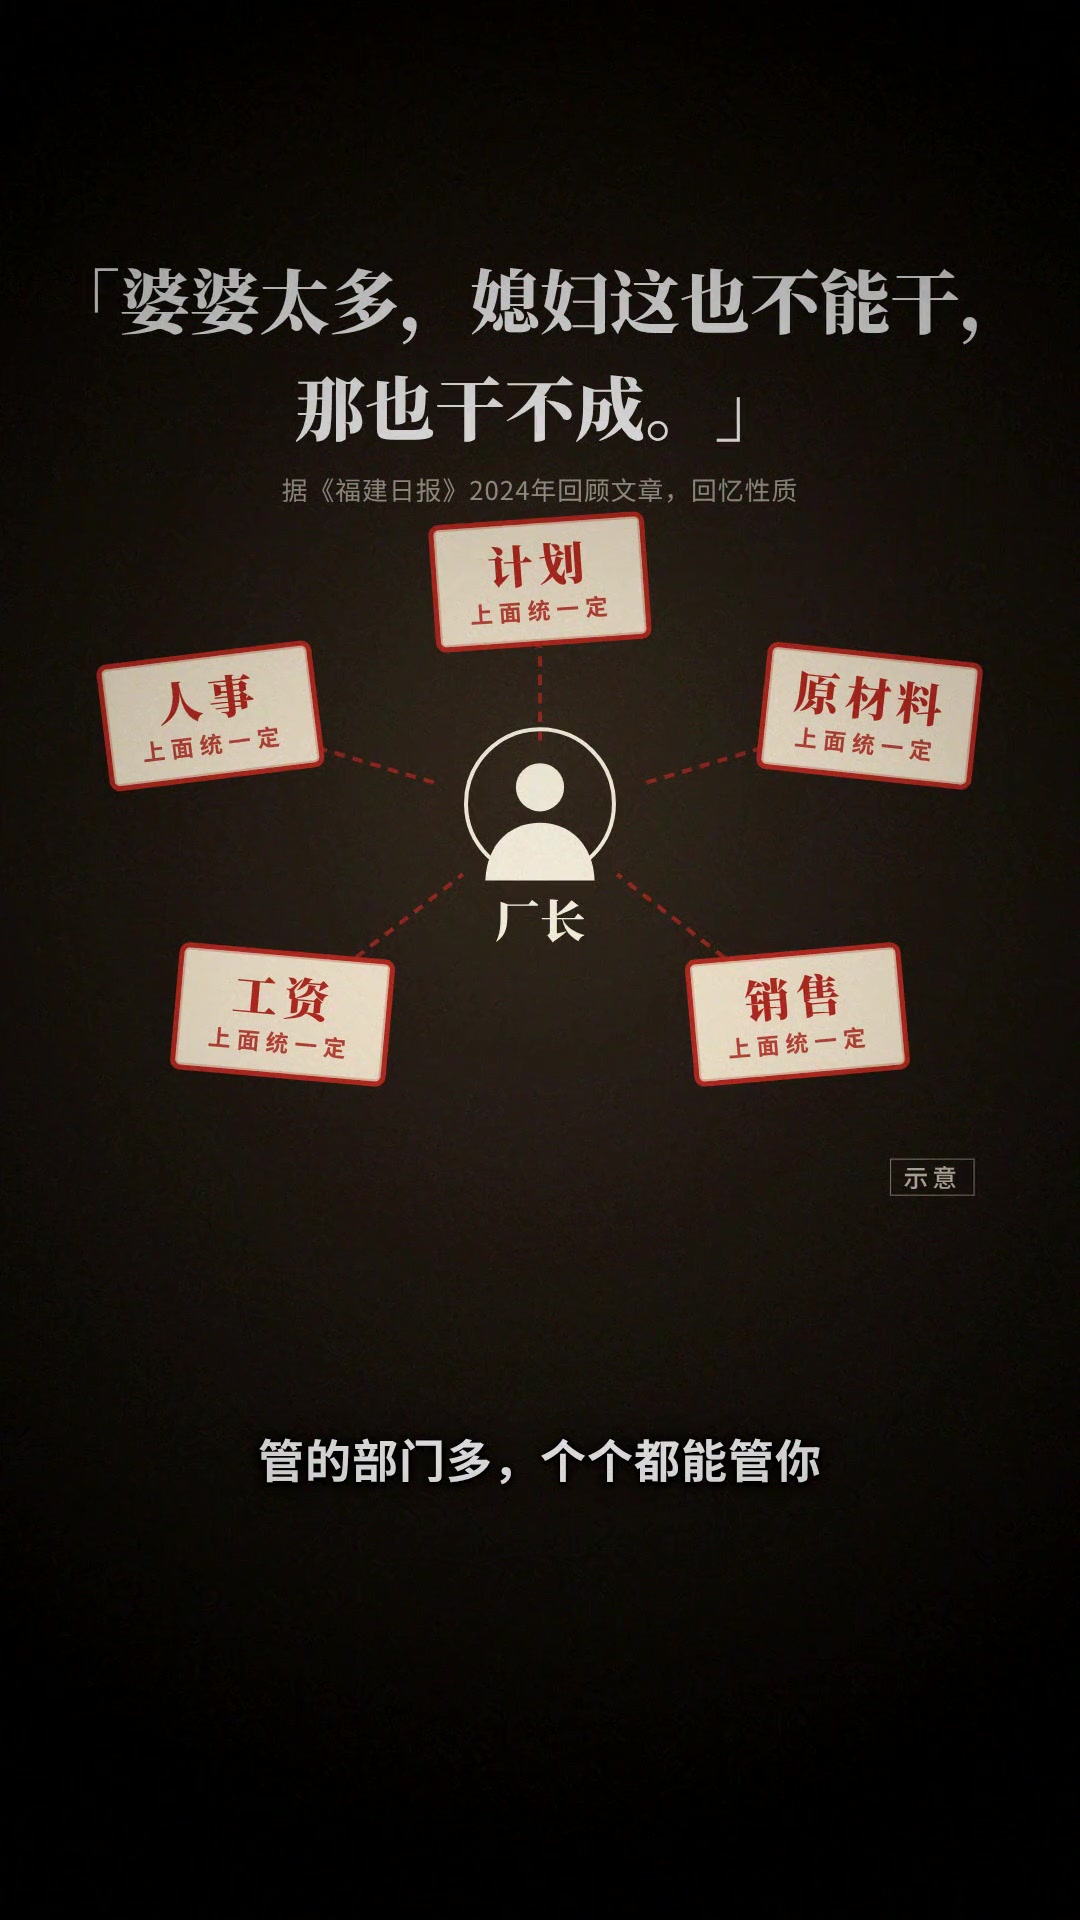 「婆婆太多，媳妇这也不能干，
那也干不成。」
据《福建日报》2024年回顾文章，回忆性质
计划
上面统一定
人事
上面统一定
原材料
上面统一定
厂长
工资
上面统一定
销售
上面统一定
示意
管的部门多，个个都能管你